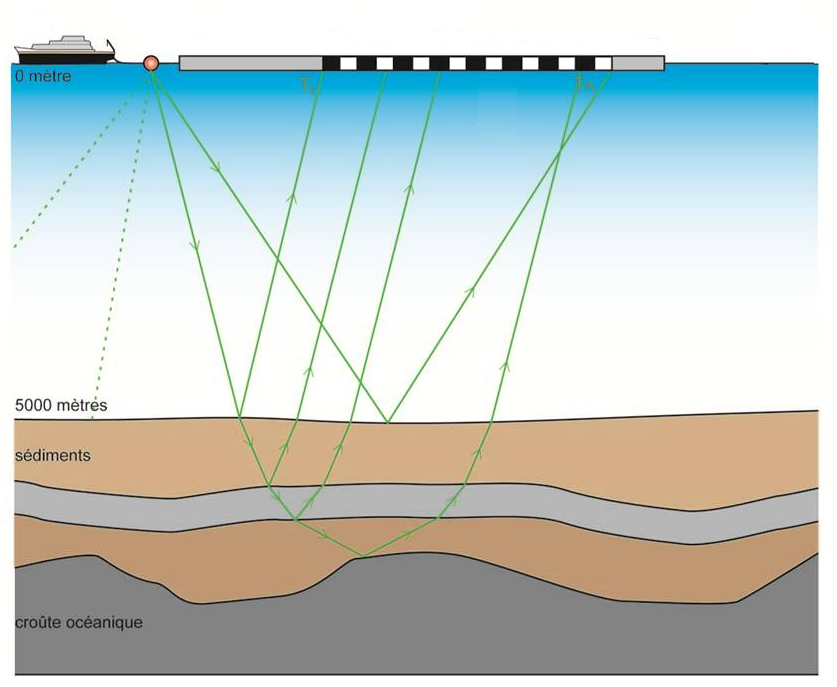 0 mètre
5000 mètres
sédiments
croûte océanique